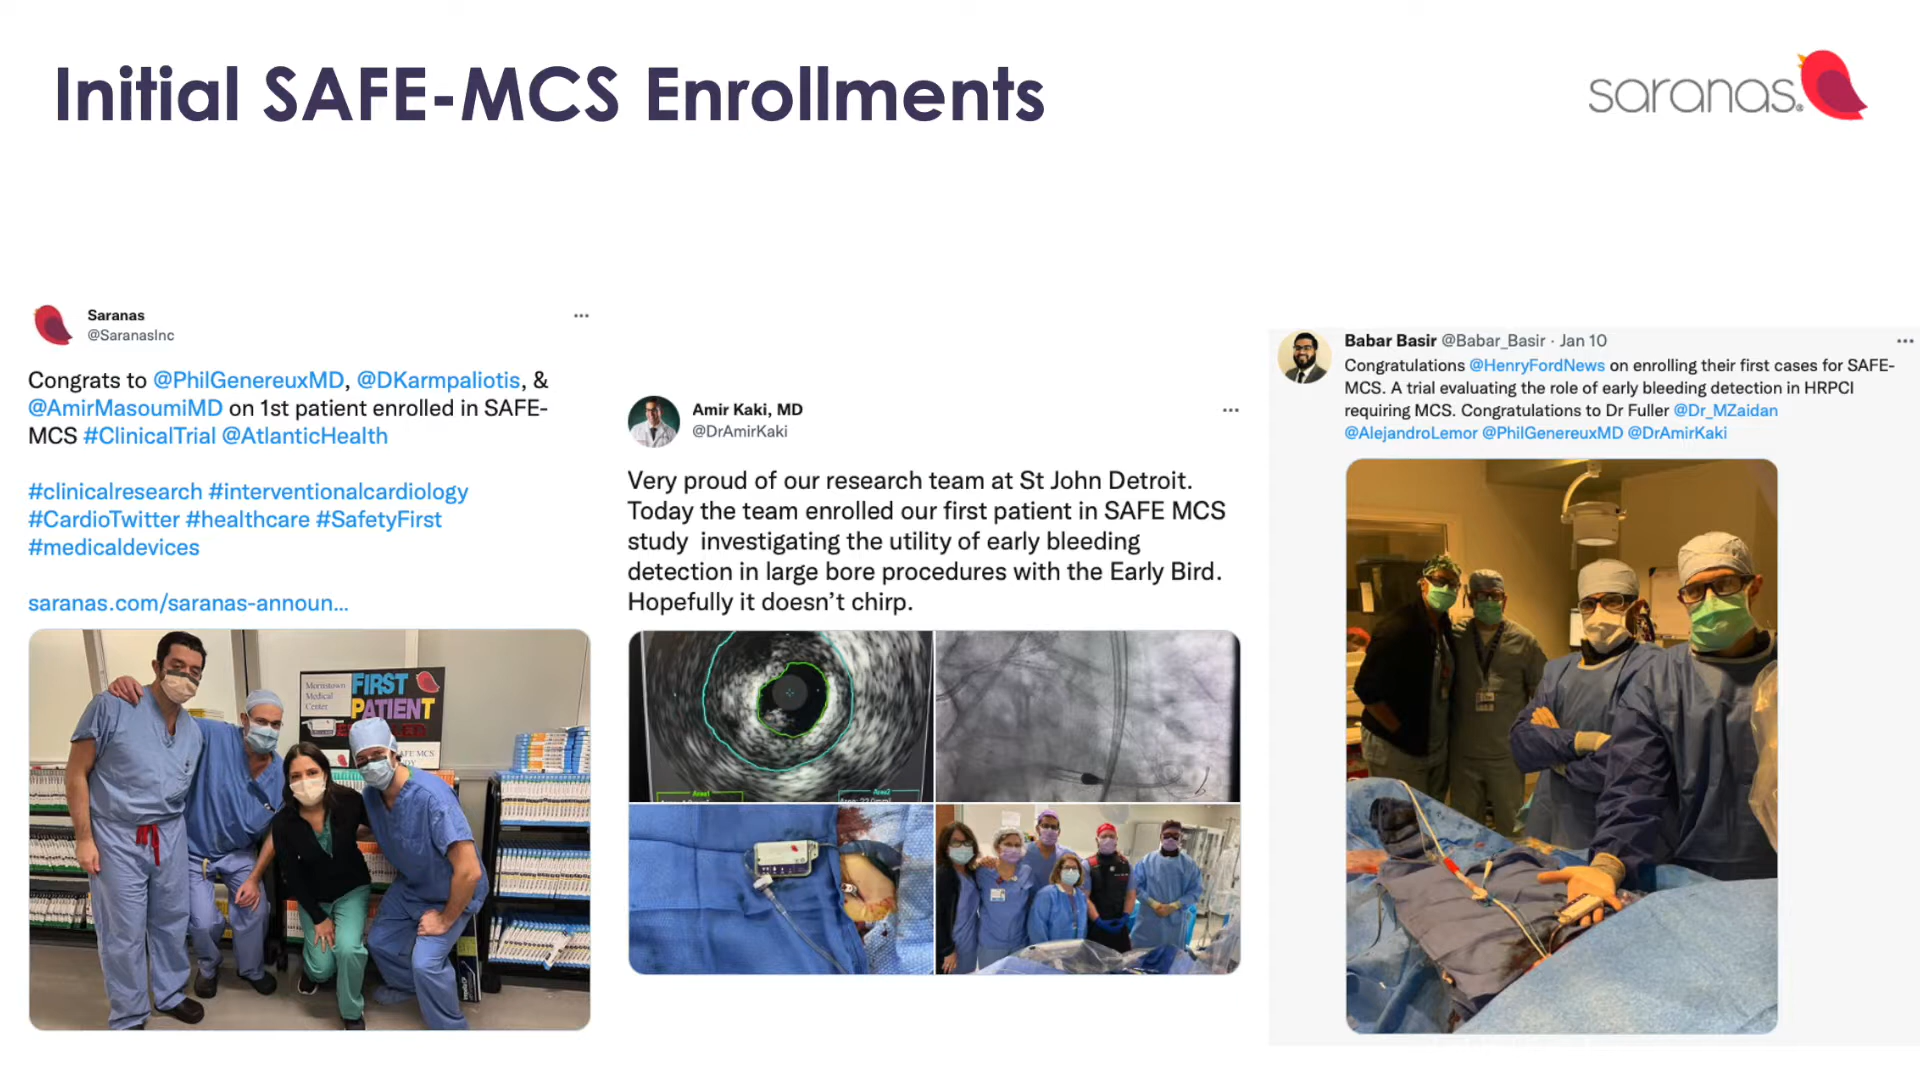 Initial SAFE-MCS Enrollments
saranas
Saranas
@SaranasInc
Congrats to @PhilGenereuxMD, @DKarmpaliotis, &
@AmirMasoumiMD on 1st patient enrolled in SAFE-
MCS #ClinicalTrial @AtlanticHealth
#clinicalresearch #interventionalcardiology
#CardioTwitter #healthcare #SafetyFirst
#medicaldevices
saranas.com/saranas-announ...
Morristown
Medical
Center
FIRST
PATIENT
Amir Kaki, MD
@DrAmirKaki
Very proud of our research team at St John Detroit.
Today the team enrolled our first patient in SAFE MCS
study investigating the utility of early bleeding
detection in large bore procedures with the Early Bird.
Hopefully it doesn't chirp.
Area1
Area2
Babar Basir @Babar_Basir · Jan 10
Congratulations @HenryFordNews on enrolling their first cases for SAFE-
MCS. A trial evaluating the role of early bleeding detection in HRPCI
requiring MCS. Congratulations to Dr Fuller @Dr_MZaidan
@AlejandroLemor @PhilGenereuxMD @DrAmirKaki